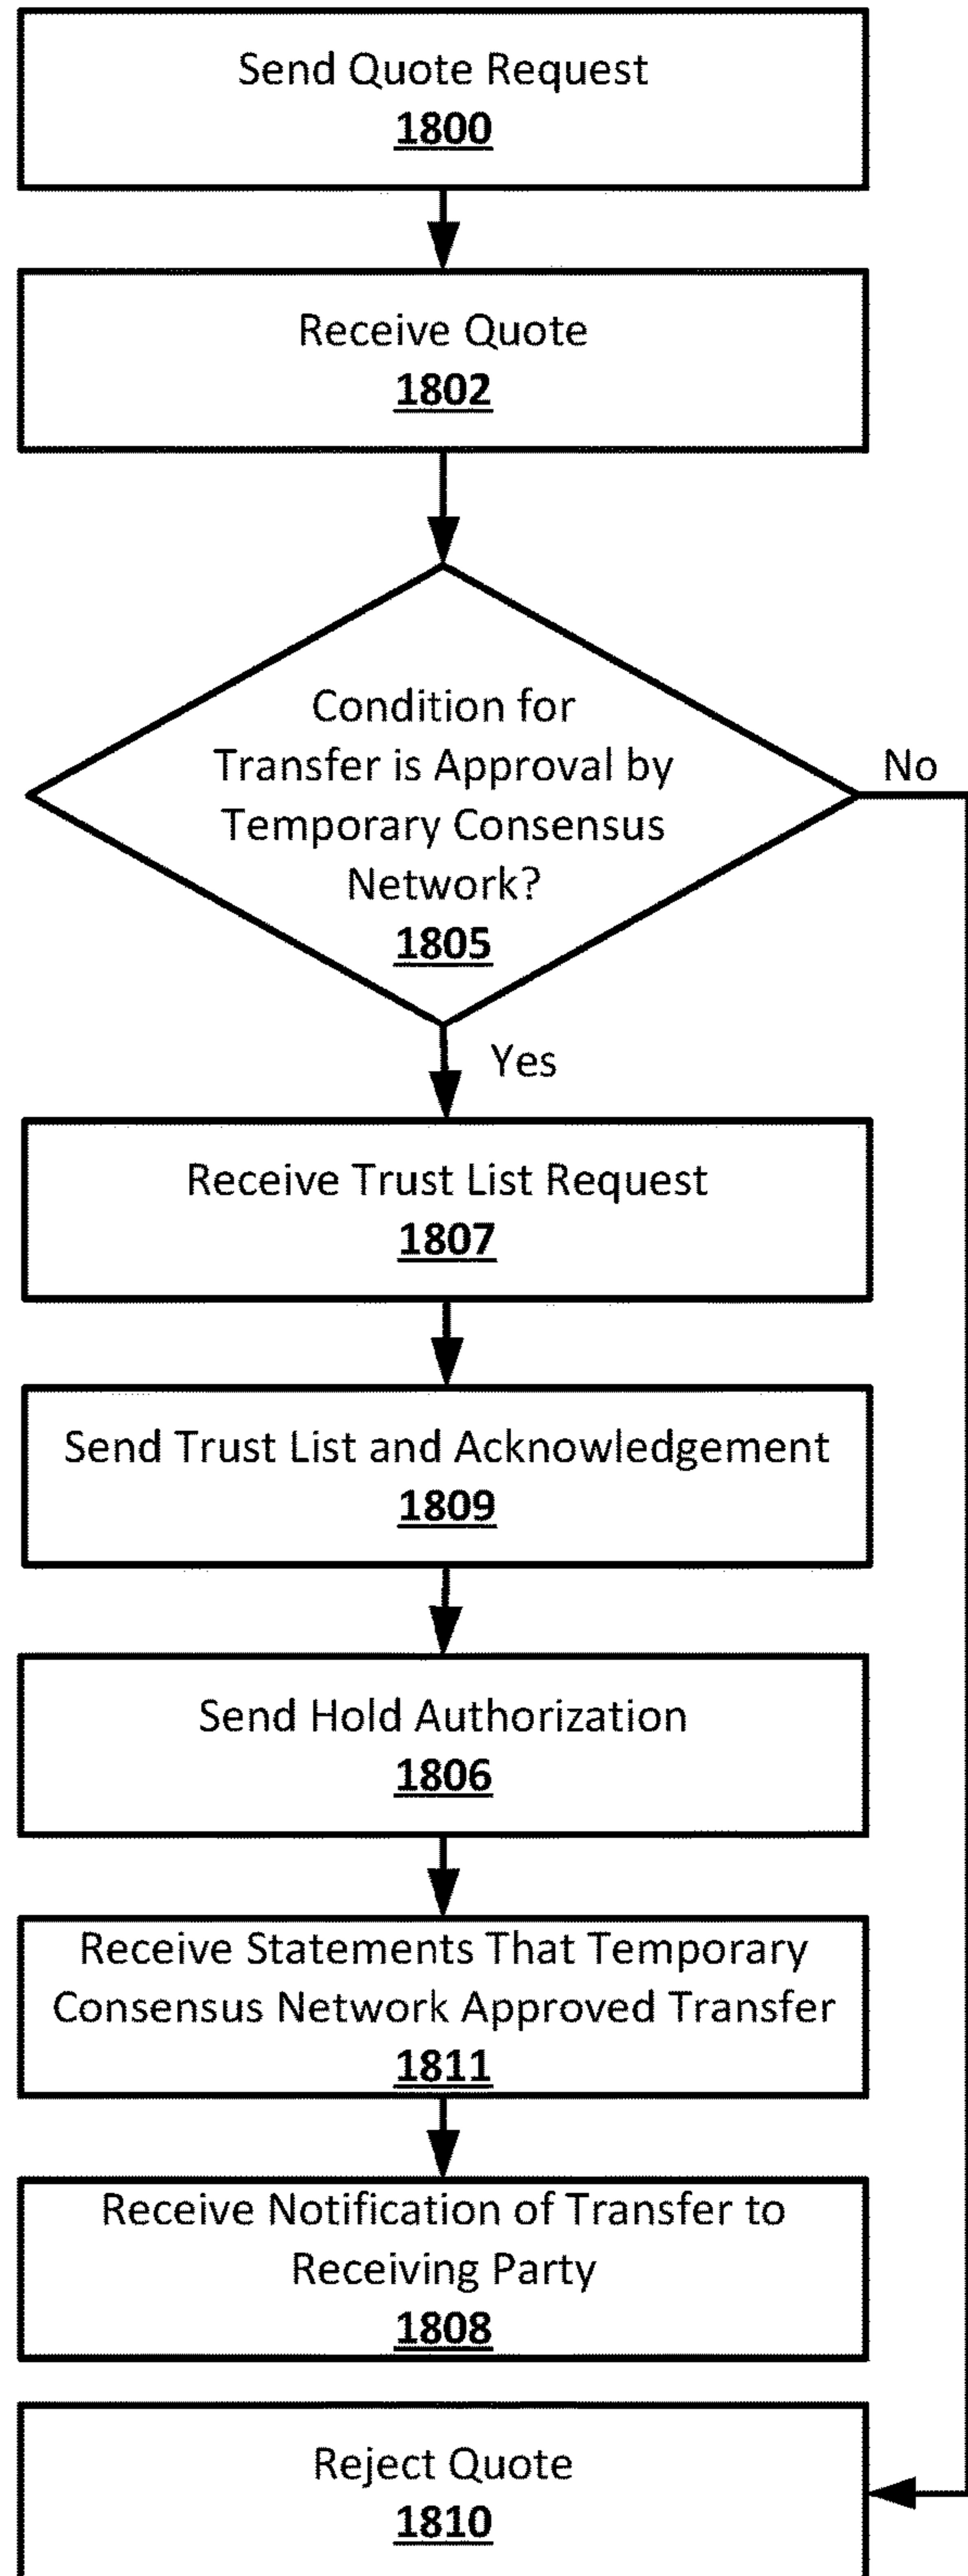 Send Quote Request
1800
Receive Quote
1802
Condition for
Transfer is Approval by
Temporary Consensus
Network?
1805
No
Yes
Receive Trust List Request
1807
Send Trust List and Acknowledgement
1809
Send Hold Authorization
1806
Receive Statements That Temporary
Consensus Network Approved Transfer
1811
Receive Notification of Transfer to
Receiving Party
1808
Reject Quote
1810